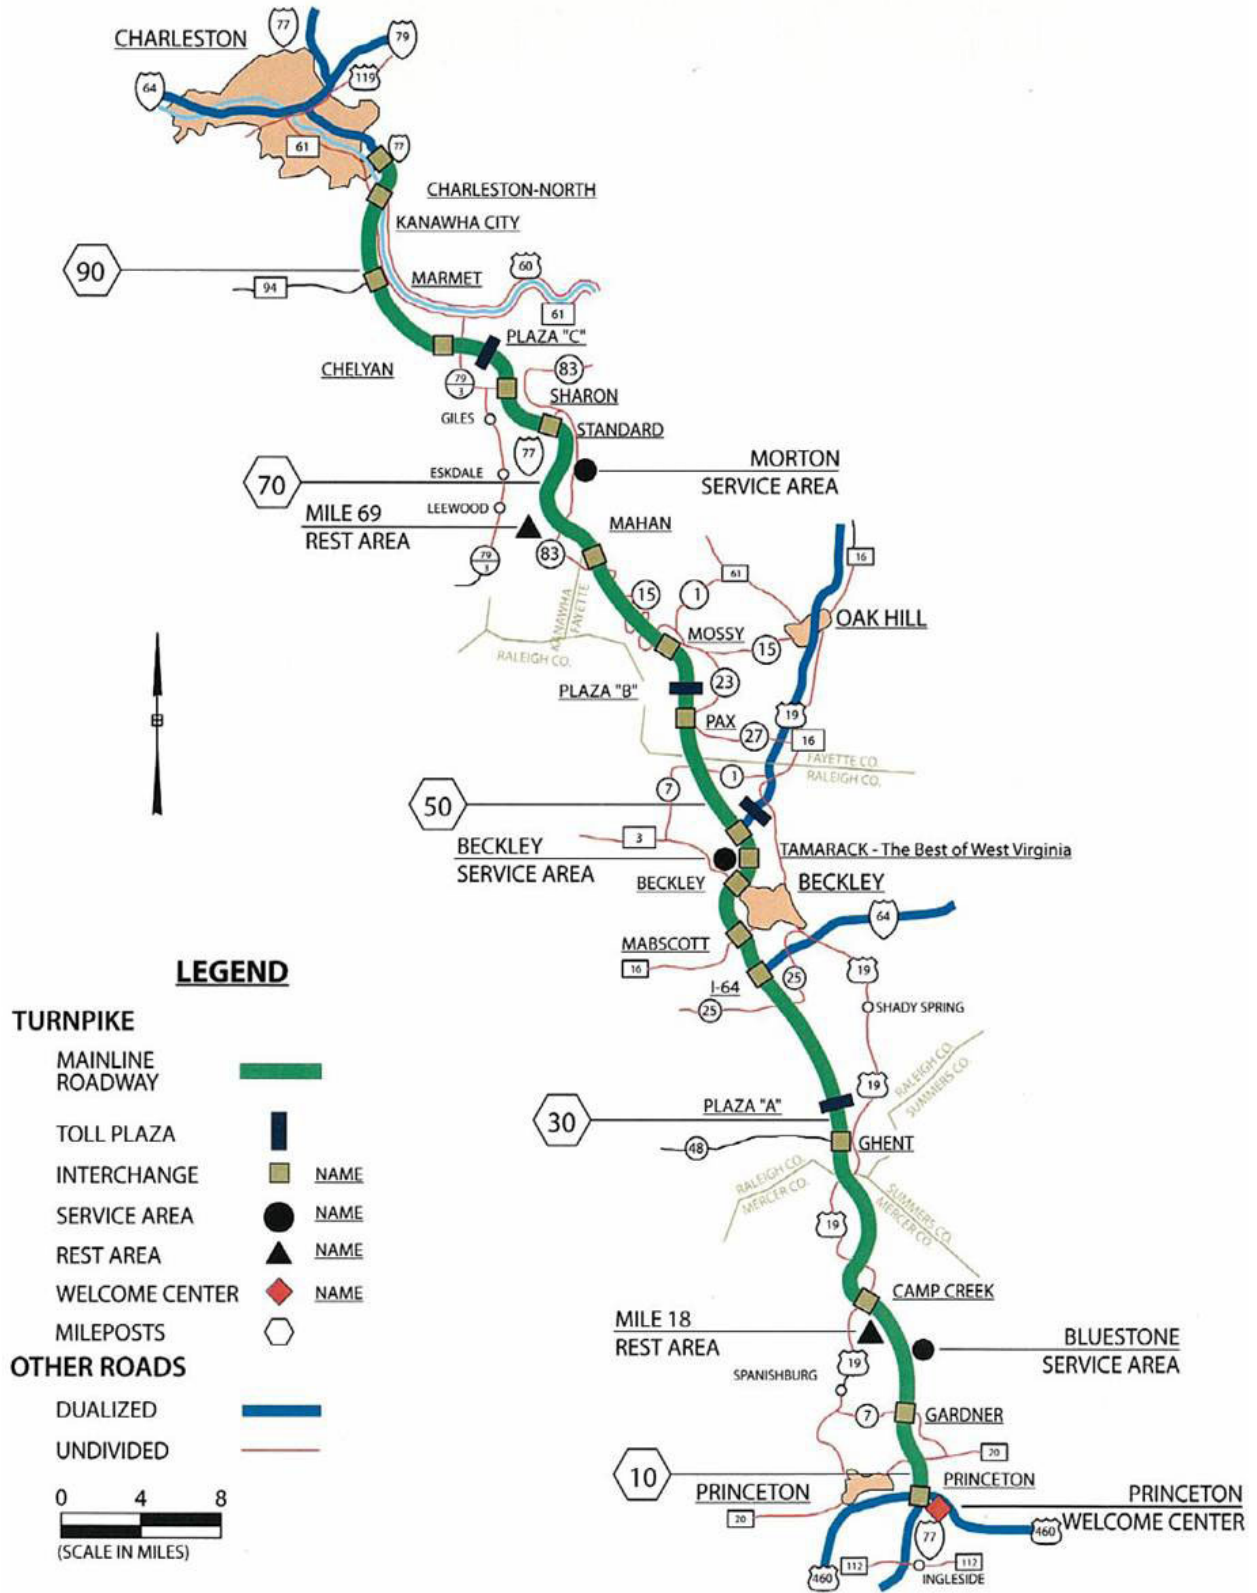 77
CHARLESTON
79
119
64
61
77
CHARLESTON-NORTH
KANAWHA CITY
90
MARMET
60
94
61
PLAZA "C"
CHELYAN
83
79
3
SHARON
GILES
STANDARD
77
MORTON
SERVICE AREA
ESKDALE
70
LEEWOOD
MILE 69
REST AREA
MAHAN
83
79
3
16
61
15
1
KANAWHA
FAYETTE
OAK HILL
MOSSY
15
RALEIGH CO.
23
PLAZA "B"
19
PAX
27
16
FAYETTE CO.
RALEIGH CO.
1
7
50
3
BECKLEY
SERVICE AREA
TAMARACK - The Best of West Virginia
BECKLEY
BECKLEY
64
MABSCOTT
16
19
I-64
25
25
SHADY SPRING
LEGEND
TURNPIKE
MAINLINE
ROADWAY
TOLL PLAZA
INTERCHANGE NAME
SERVICE AREA NAME
REST AREA NAME
WELCOME CENTER NAME
MILEPOSTS
OTHER ROADS
DUALIZED
UNDIVIDED
0 4 8
(SCALE IN MILES)
RALEIGH CO.
SUMMERS CO.
19
PLAZA "A"
30
48
GHENT
RALEIGH CO.
MERCER CO.
SUMMERS CO.
MERCER CO.
19
CAMP CREEK
MILE 18
REST AREA
BLUESTONE
SERVICE AREA
19
SPANISHBURG
7
GARDNER
20
10
PRINCETON
PRINCETON
20
PRINCETON
WELCOME CENTER
460
77
460
112
112
INGLESIDE